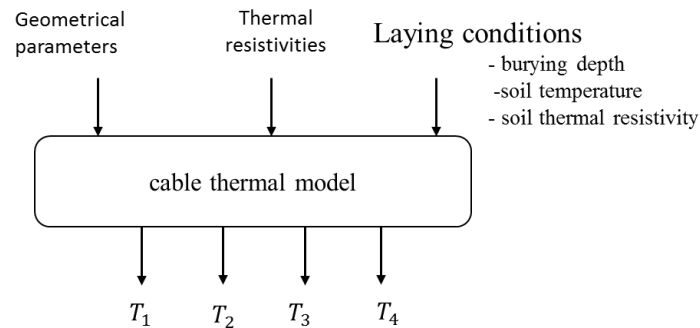 Geometrical
parameters
Thermal
resistivities
Laying conditions
- burying depth
-soil temperature
- soil thermal resistivity
cable thermal model
T₁
T₂
T₃
T₄